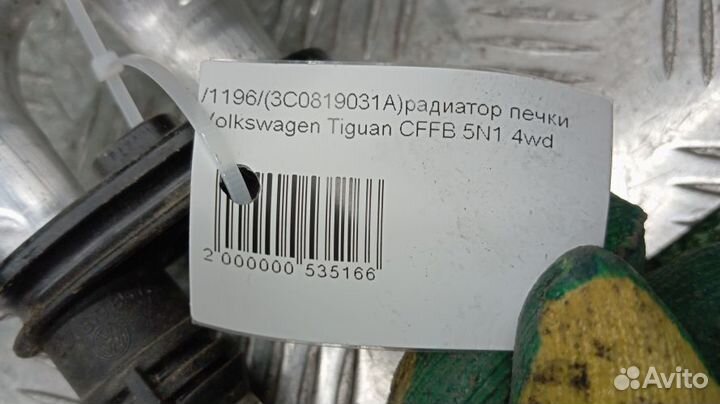 /1196/(3C0819031A)радиатор печки
Volkswagen Tiguan CFFB 5N1 4wd
2 000000 535166
Avito